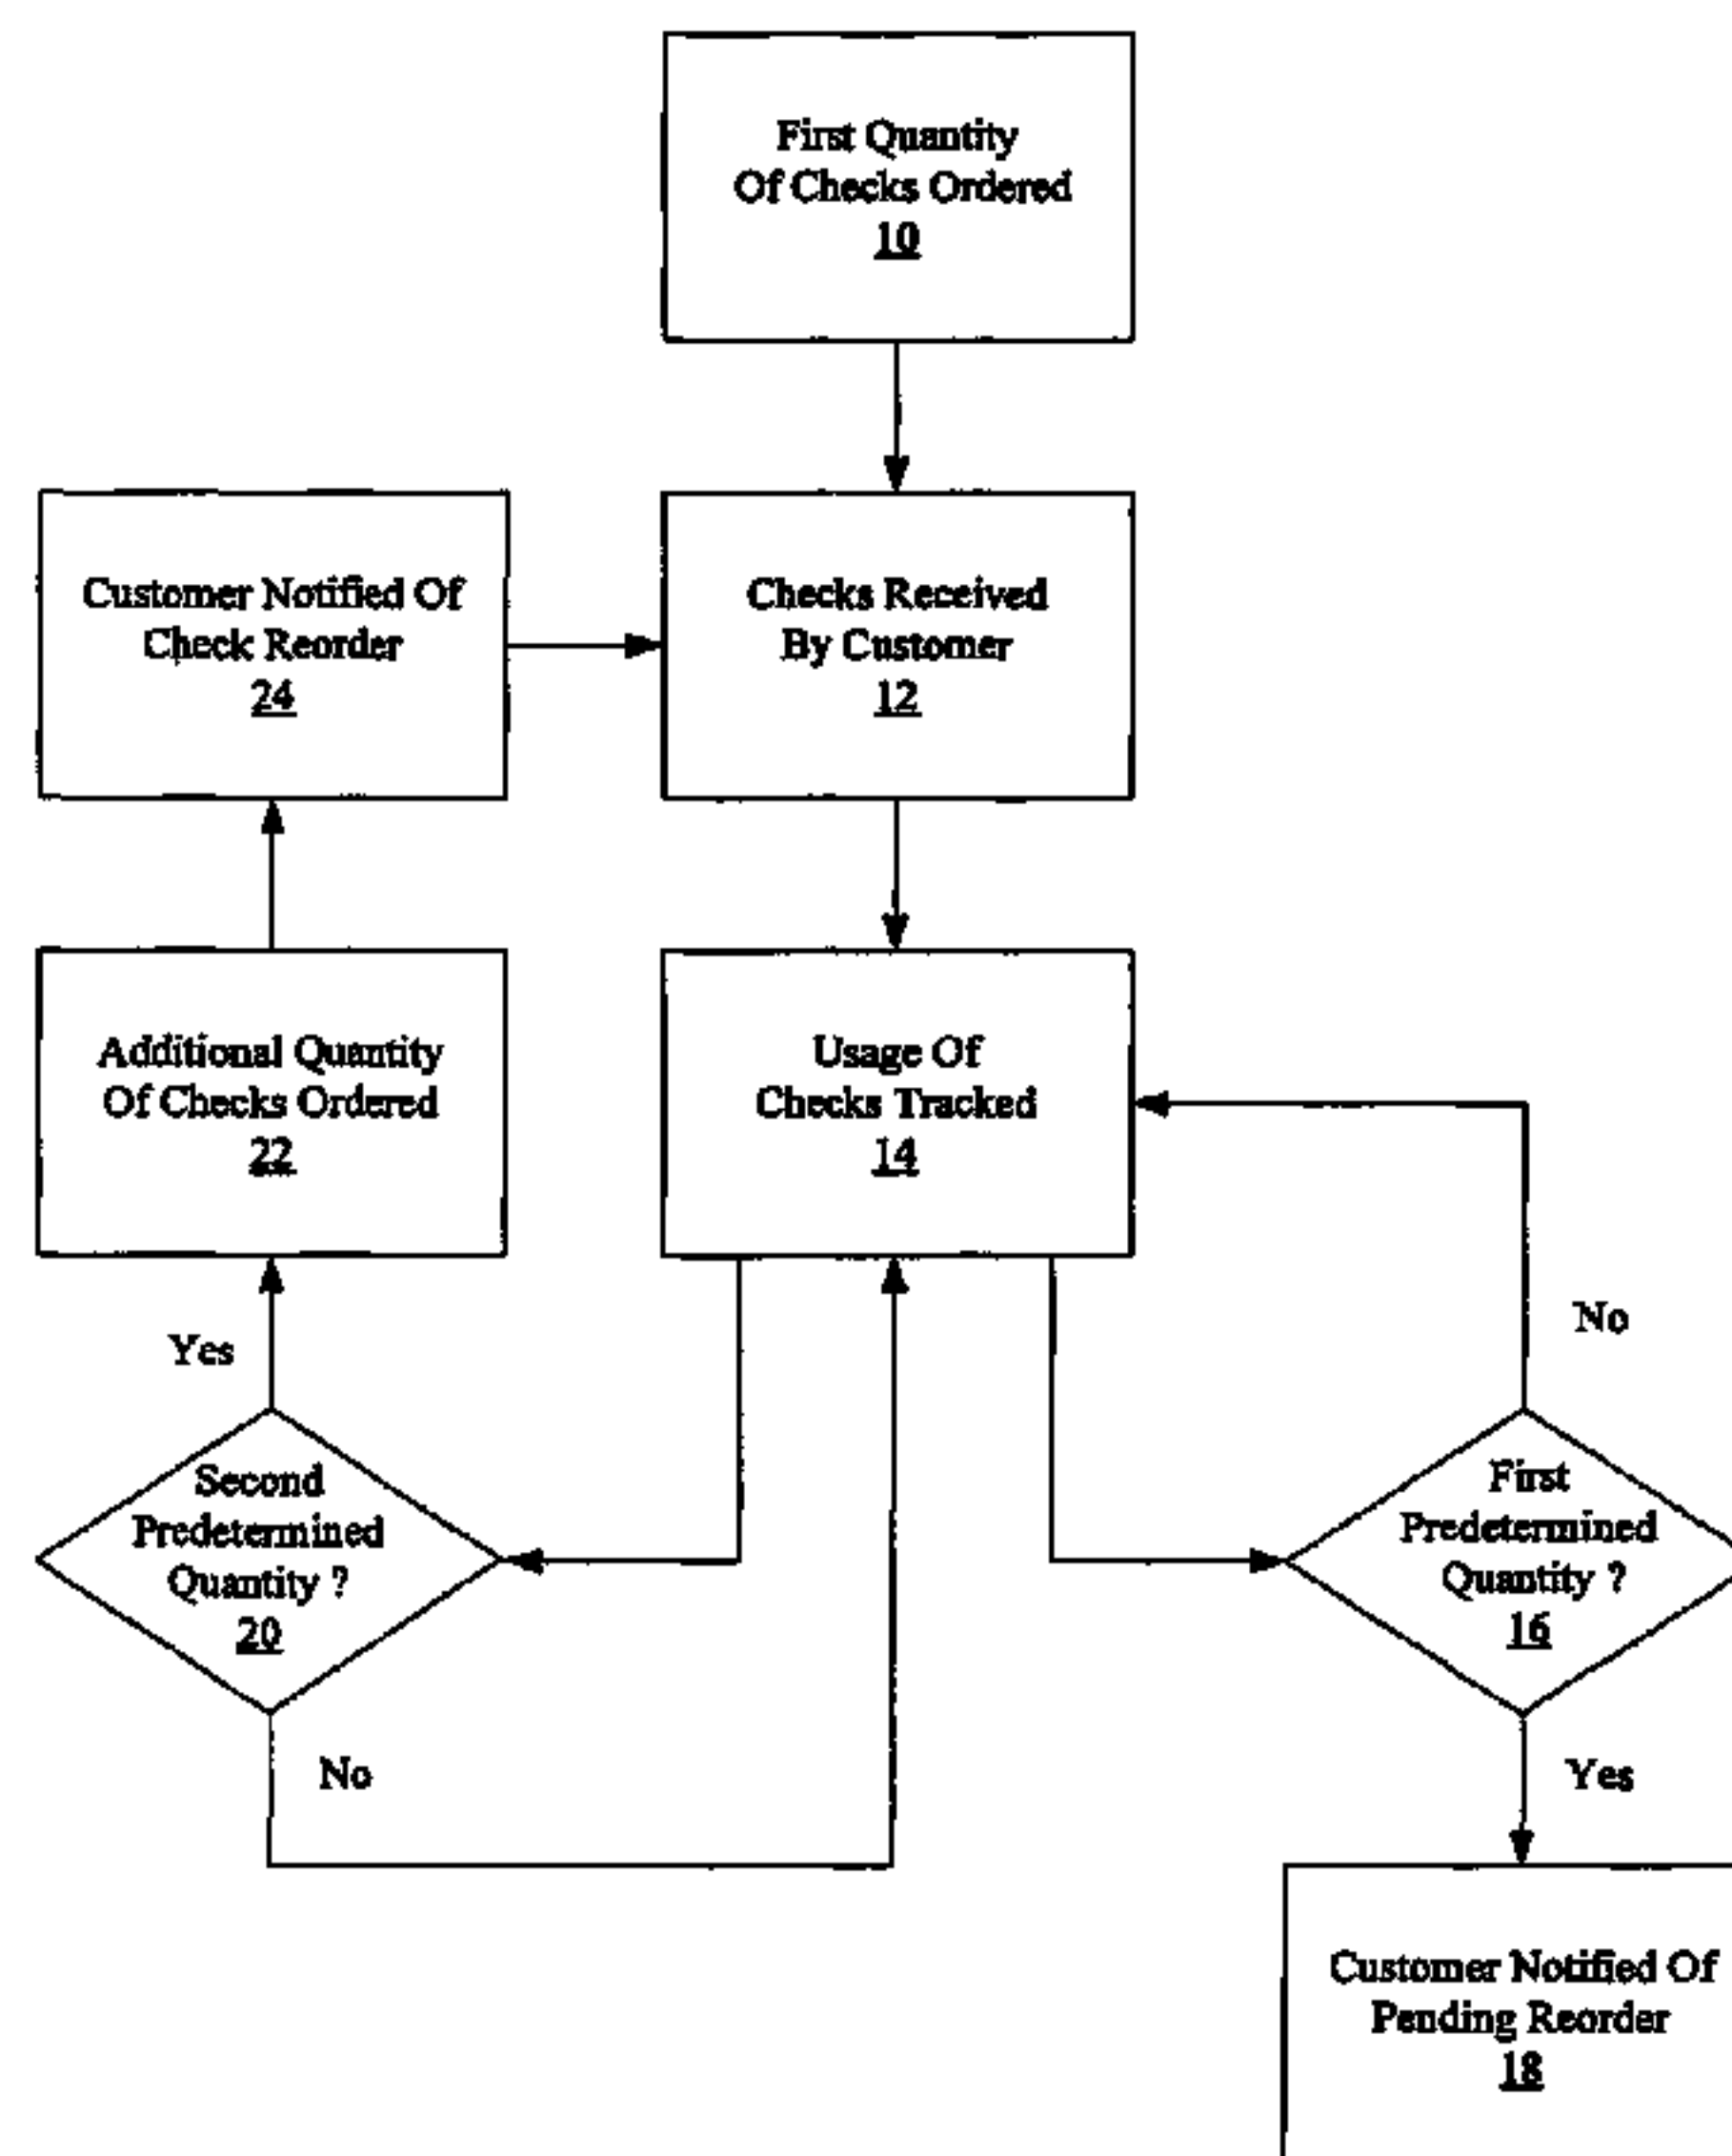 First Quantity
Of Checks Ordered
10
Customer Notified Of
Check Reorder
24
Checks Received
By Customer
12
Additional Quantity
Of Checks Ordered
22
Usage Of
Checks Tracked
14
Yes
No
Second
Predetermined
Quantity ?
20
First
Predetermined
Quantity ?
16
No
Yes
Customer Notified Of
Pending Reorder
18